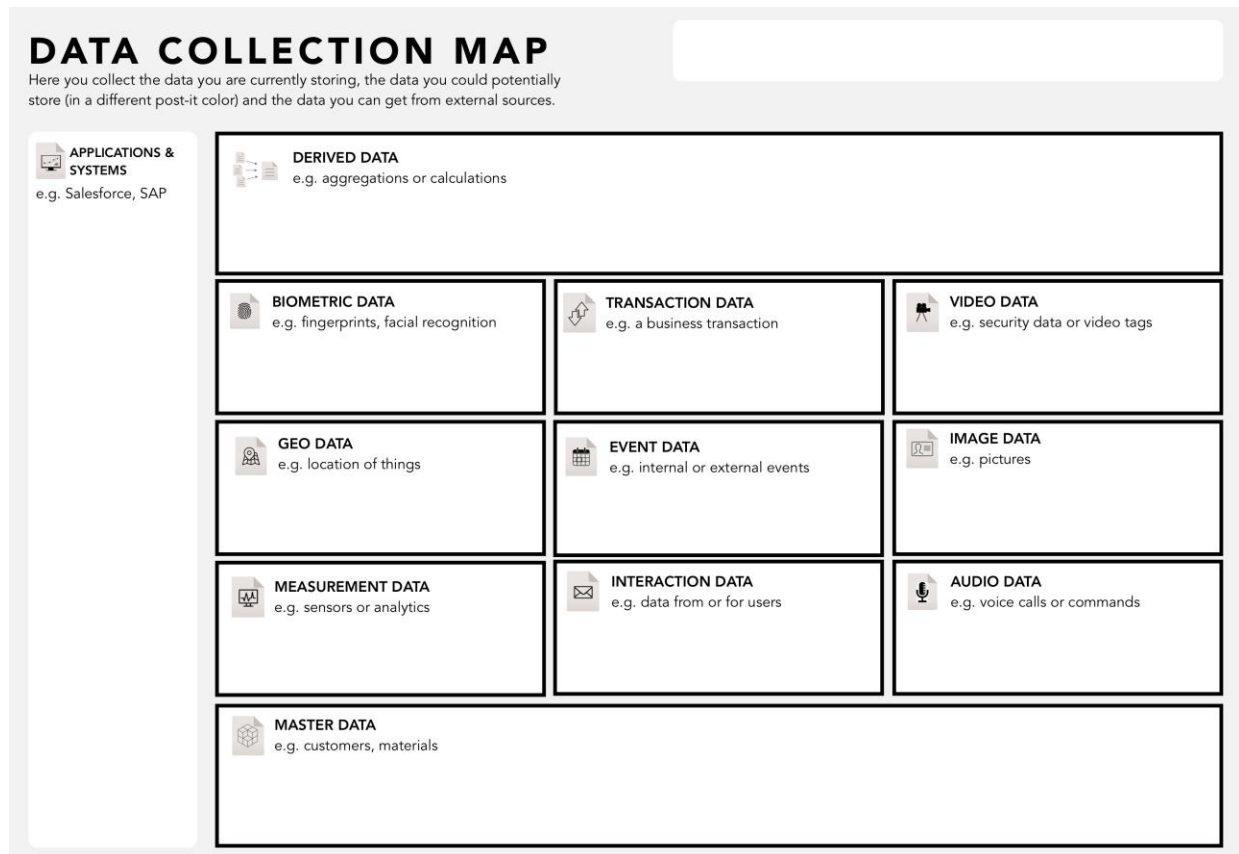 DATA COLLECTION MAP
Here you collect the data you are currently storing, the data you could potentially
store (in a different post-it color) and the data you can get from external sources.
APPLICATIONS &
SYSTEMS
e.g. Salesforce, SAP
DERIVED DATA
e.g. aggregations or calculations
BIOMETRIC DATA
e.g. fingerprints, facial recognition
TRANSACTION DATA
e.g. a business transaction
VIDEO DATA
e.g. security data or video tags
GEO DATA
e.g. location of things
EVENT DATA
e.g. internal or external events
IMAGE DATA
e.g. pictures
MEASUREMENT DATA
e.g. sensors or analytics
INTERACTION DATA
e.g. data from or for users
AUDIO DATA
e.g. voice calls or commands
MASTER DATA
e.g. customers, materials